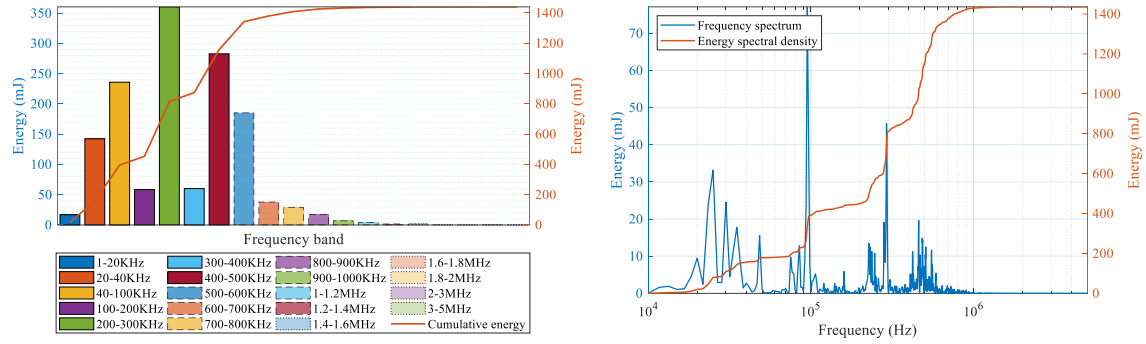 350
300
250
200
150
100
50
0
Energy (mJ)
1400
1200
1000
800
600
400
200
0
Energy (mJ)
Frequency band
1-20KHz
20-40KHz
40-100KHz
100-200KHz
200-300KHz
300-400KHz
400-500KHz
500-600KHz
600-700KHz
700-800KHz
800-900KHz
900-1000KHz
1-1.2MHz
1.2-1.4MHz
1.4-1.6MHz
1.6-1.8MHz
1.8-2MHz
2-3MHz
3-5MHz
Cumulative energy
Frequency spectrum
Energy spectral density
70
60
50
40
30
20
10
0
Energy (mJ)
1400
1200
1000
800
600
400
200
0
Energy (mJ)
10^4
10^5
10^6
Frequency (Hz)